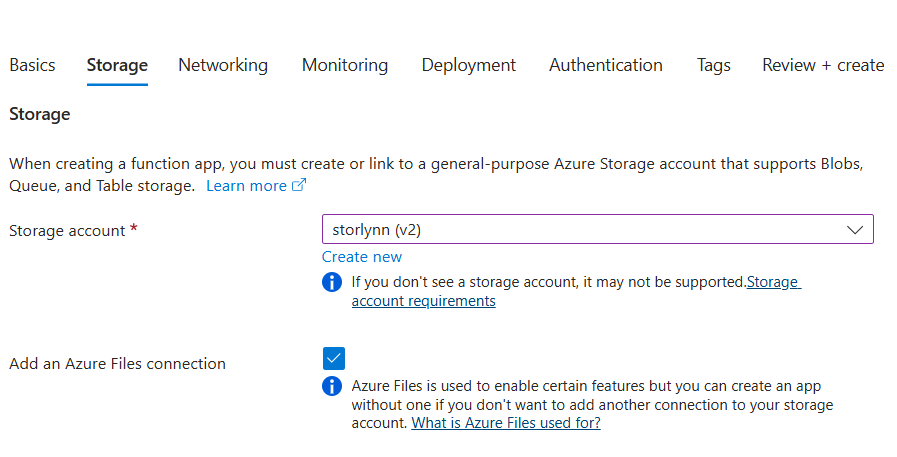 Basics Storage Networking Monitoring Deployment Authentication Tags Review + create
Storage
When creating a function app, you must create or link to a general-purpose Azure Storage account that supports Blobs,
Queue, and Table storage. Learn more
Storage account *
storlynn (v2)
Create new
If you don't see a storage account, it may not be supported.Storage
account requirements
Add an Azure Files connection
Azure Files is used to enable certain features but you can create an app
without one if you don't want to add another connection to your storage
account. What is Azure Files used for?